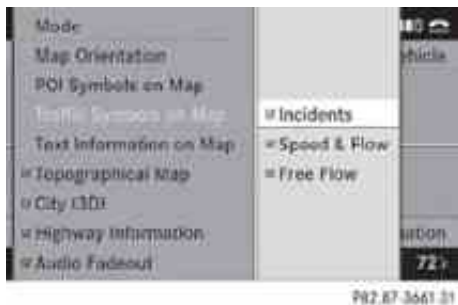 Mode
Map Orientation
POI Symbols on Map
Traffic Symbols on Map
Incidents
Text Information on Map
Speed & Flow
Topographical Map
Free Flow
City (3D)
Highway Information
Audio Fadeout
72
P82.87-3661-31